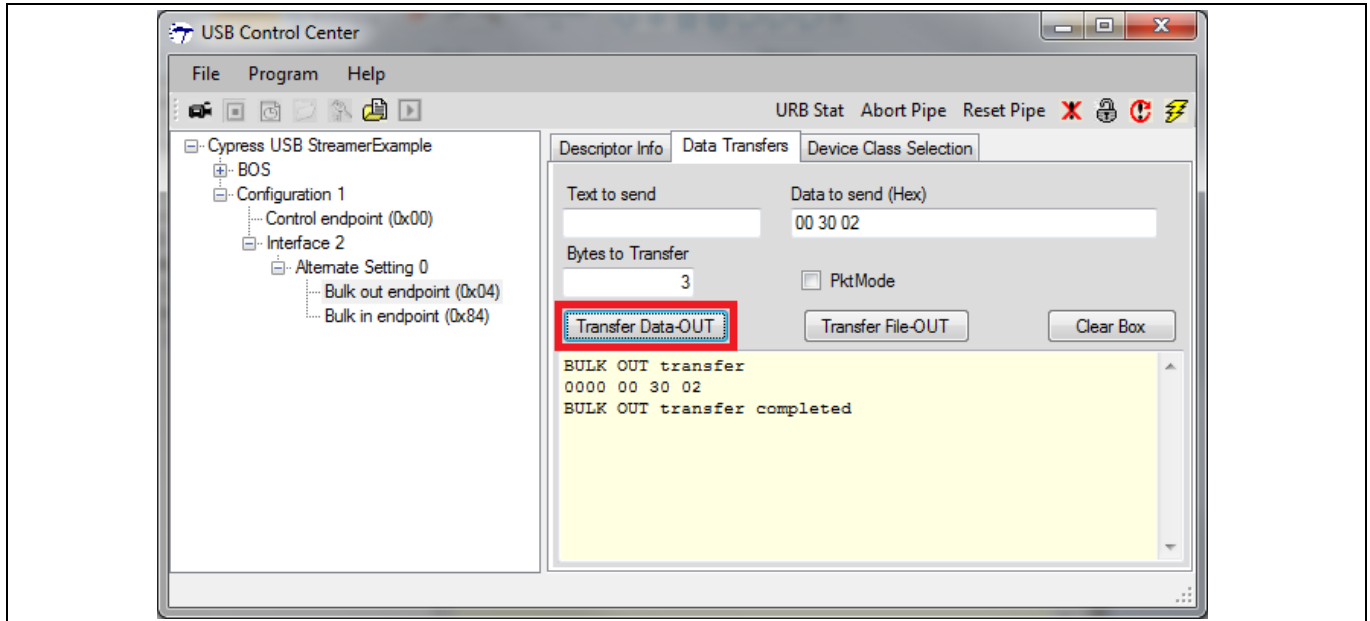 USB Control Center
File Program Help
URB Stat Abort Pipe Reset Pipe
Cypress USB StreamerExample
BOS
Configuration 1
Control endpoint (0x00)
Interface 2
Alternate Setting 0
Bulk out endpoint (0x04)
Bulk in endpoint (0x84)
Descriptor Info Data Transfers Device Class Selection
Text to send Data to send (Hex)
00 30 02
Bytes to Transfer
3 PktMode
Transfer Data-OUT Transfer File-OUT Clear Box
BULK OUT transfer
0000 00 30 02
BULK OUT transfer completed